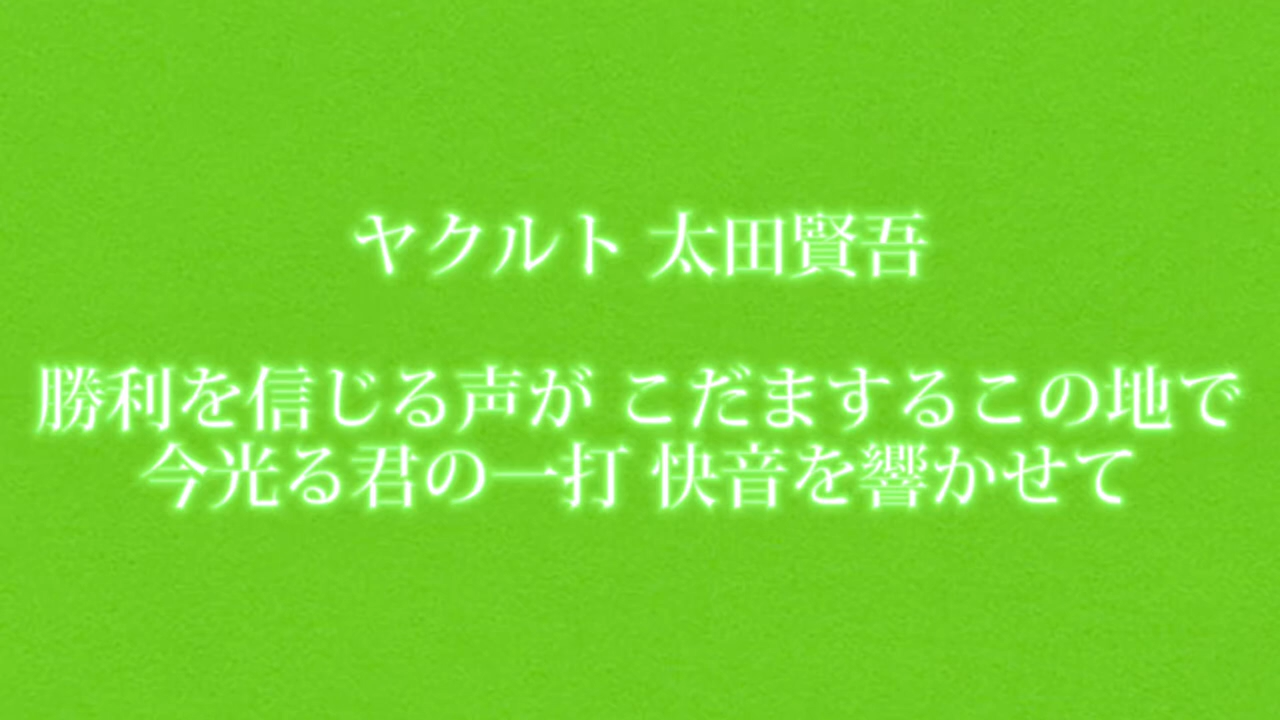 ヤクルト 太田賢吾
勝利を信じる声が こだまするこの地で
今光る君の一打 快音を響かせて